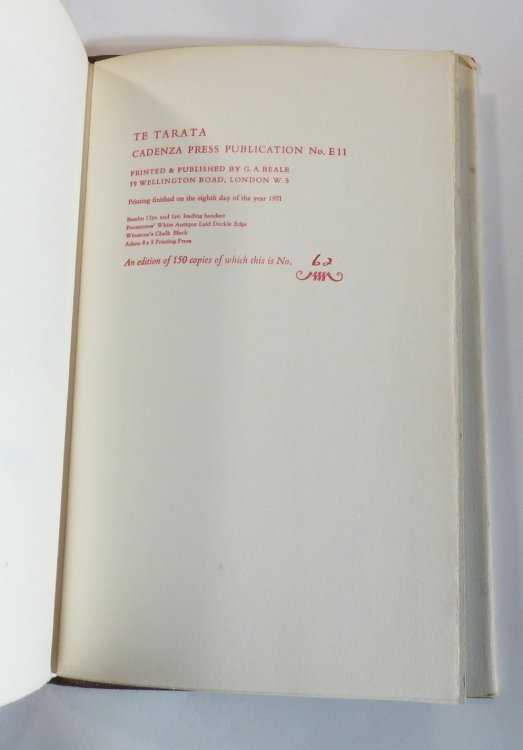 TE TARATA
CADENZA PRESS PUBLICATION No. E11
PRINTED & PUBLISHED BY G. A. BEALE
19 WELLINGTON ROAD, LONDON W. 5
Printing finished on the eighth day of the year 1971
Bembo 12pt. and 1pt. leading handset
Fourstones' White Antique Laid Deckle Edge
Winstone's Chalk Black
Adana 8 x 5 Printing Press
An edition of 150 copies of which this is No. 62